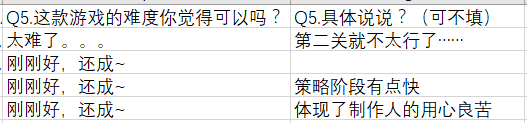 Q5.这款游戏的难度你觉得可以吗？ Q5.具体说说？（可不填）
太难了。。。 第二关就不太行了……
刚刚好，还成~
刚刚好，还成~ 策略阶段有点快
刚刚好，还成~ 体现了制作人的用心良苦